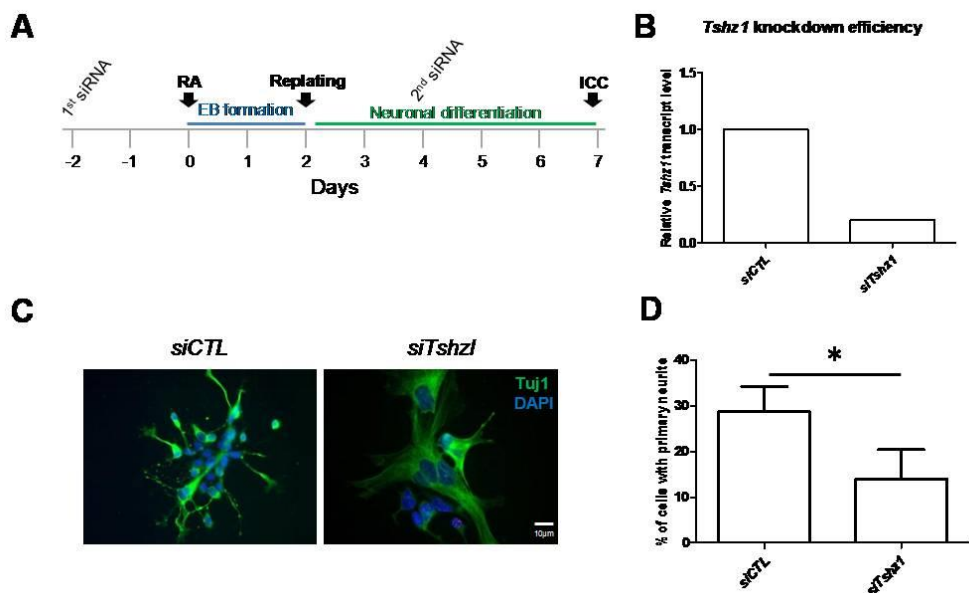 A
1st siRNA
RA
Replating
2nd siRNA
ICC
EB formation
Neuronal differentiation
-2 -1 0 1 2 3 4 5 6 7
Days
B
Tshz1 knockdown efficiency
Relative Tshz1 transcript level
1.5
1.0
0.5
0.0
siCTL
siTshz1
C
siCTL
siTshzl
Tuj1
DAPI
10µm
D
*
% of cells with primary neurite
40
30
20
10
0
siCTL
siTshz1